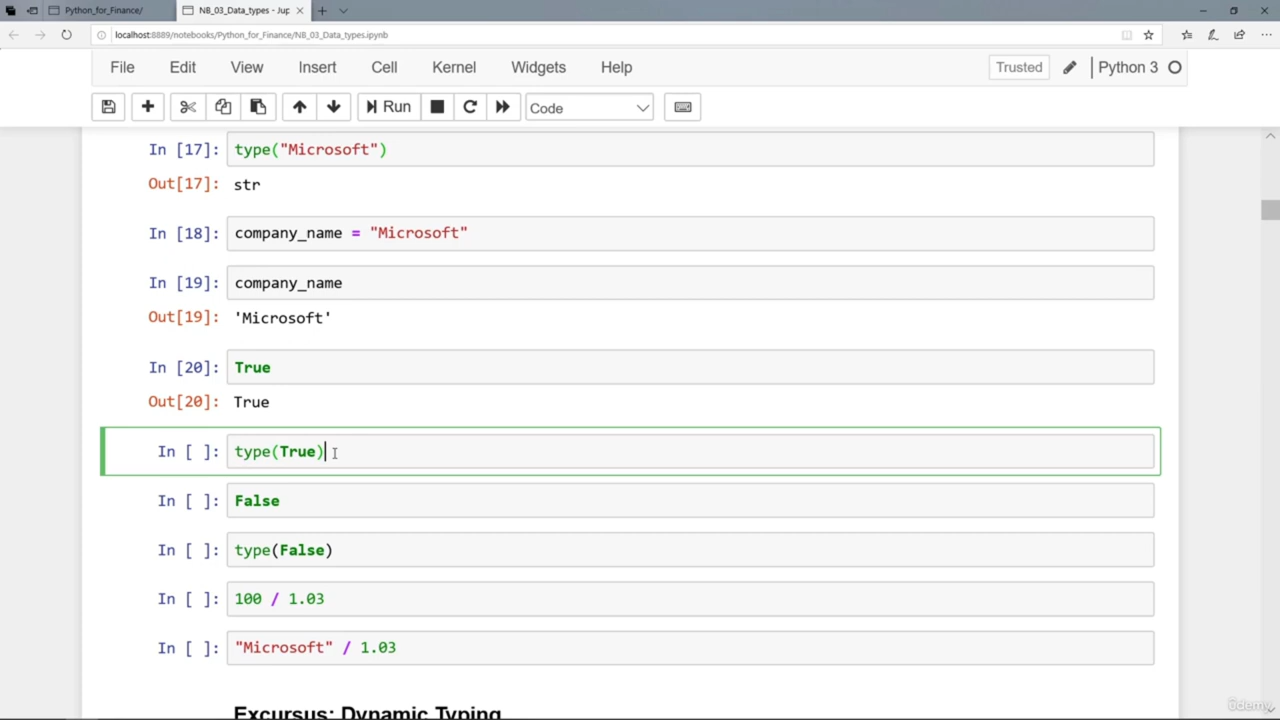 Python_for_Finance/
NB_03_Data_types - Jup
localhost:8889/notebooks/Python_for_Finance/NB_03_Data_types.ipynb
File Edit View Insert Cell Kernel Widgets Help Trusted Python 3
Run Code
In [17]: type("Microsoft")
Out[17]: str
In [18]: company_name = "Microsoft"
In [19]: company_name
Out[19]: 'Microsoft'
In [20]: True
Out[20]: True
In [ ]: type(True)
In [ ]: False
In [ ]: type(False)
In [ ]: 100 / 1.03
In [ ]: "Microsoft" / 1.03
Excursus: Dynamic Typing
ûdemy